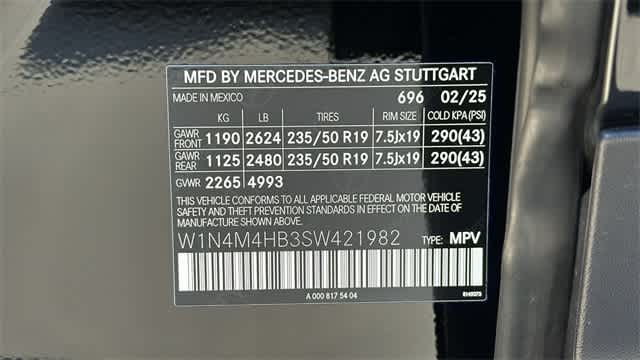 MFD BY MERCEDES-BENZ AG STUTTGART
MADE IN MEXICO 696 02/25
KG LB TIRES RIM SIZE COLD KPA (PSI)
GAWR FRONT 1190 2624 235/50 R19 7.5Jx19 290(43)
GAWR REAR 1125 2480 235/50 R19 7.5Jx19 290(43)
GVWR 2265 4993
THIS VEHICLE CONFORMS TO ALL APPLICABLE FEDERAL MOTOR VEHICLE
SAFETY AND THEFT PREVENTION STANDARDS IN EFFECT ON THE DATE OF
MANUFACTURE SHOWN ABOVE.
W1N4M4HB3SW421982 TYPE: MPV
A 000 817 54 04